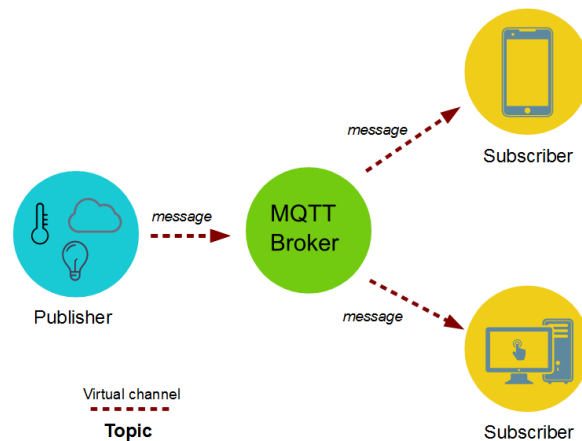 message
Subscriber
message
MQTT
Broker
Publisher
message
Virtual channel
Topic
Subscriber